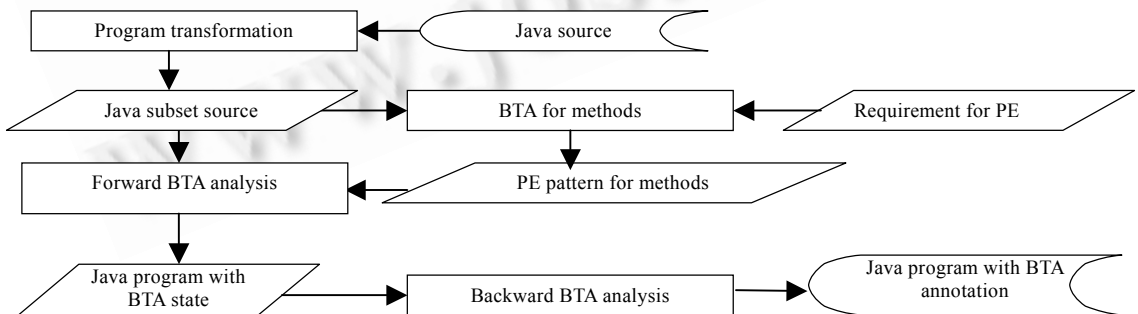 Program transformation
Java source
Java subset source
BTA for methods
Requirement for PE
Forward BTA analysis
PE pattern for methods
Java program with
BTA state
Backward BTA analysis
Java program with BTA
annotation